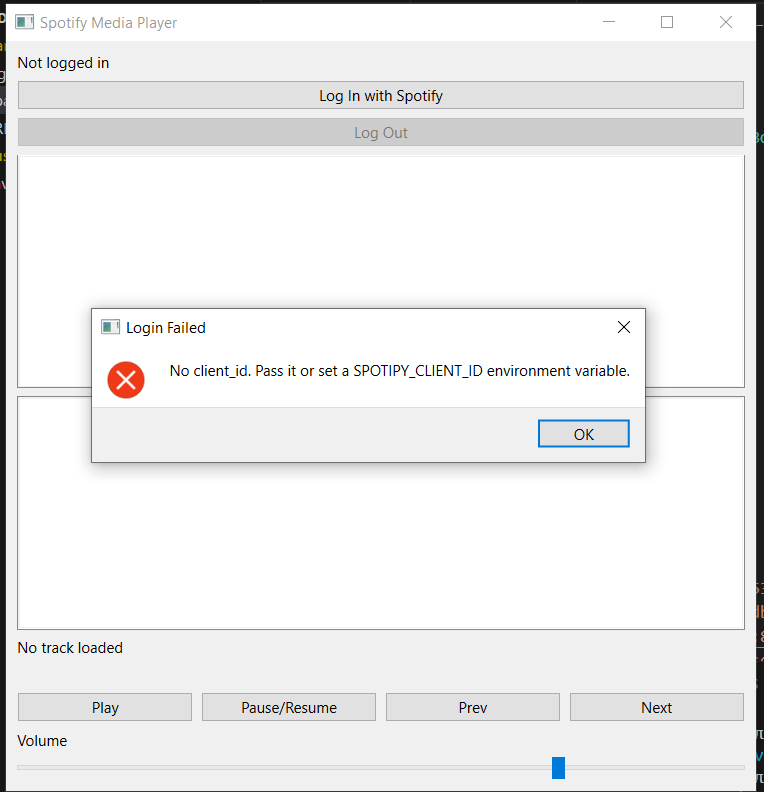 Spotify Media Player
Not logged in
Log In with Spotify
Log Out
Login Failed
No client_id. Pass it or set a SPOTIPY_CLIENT_ID environment variable.
OK
No track loaded
Play Pause/Resume Prev Next
Volume